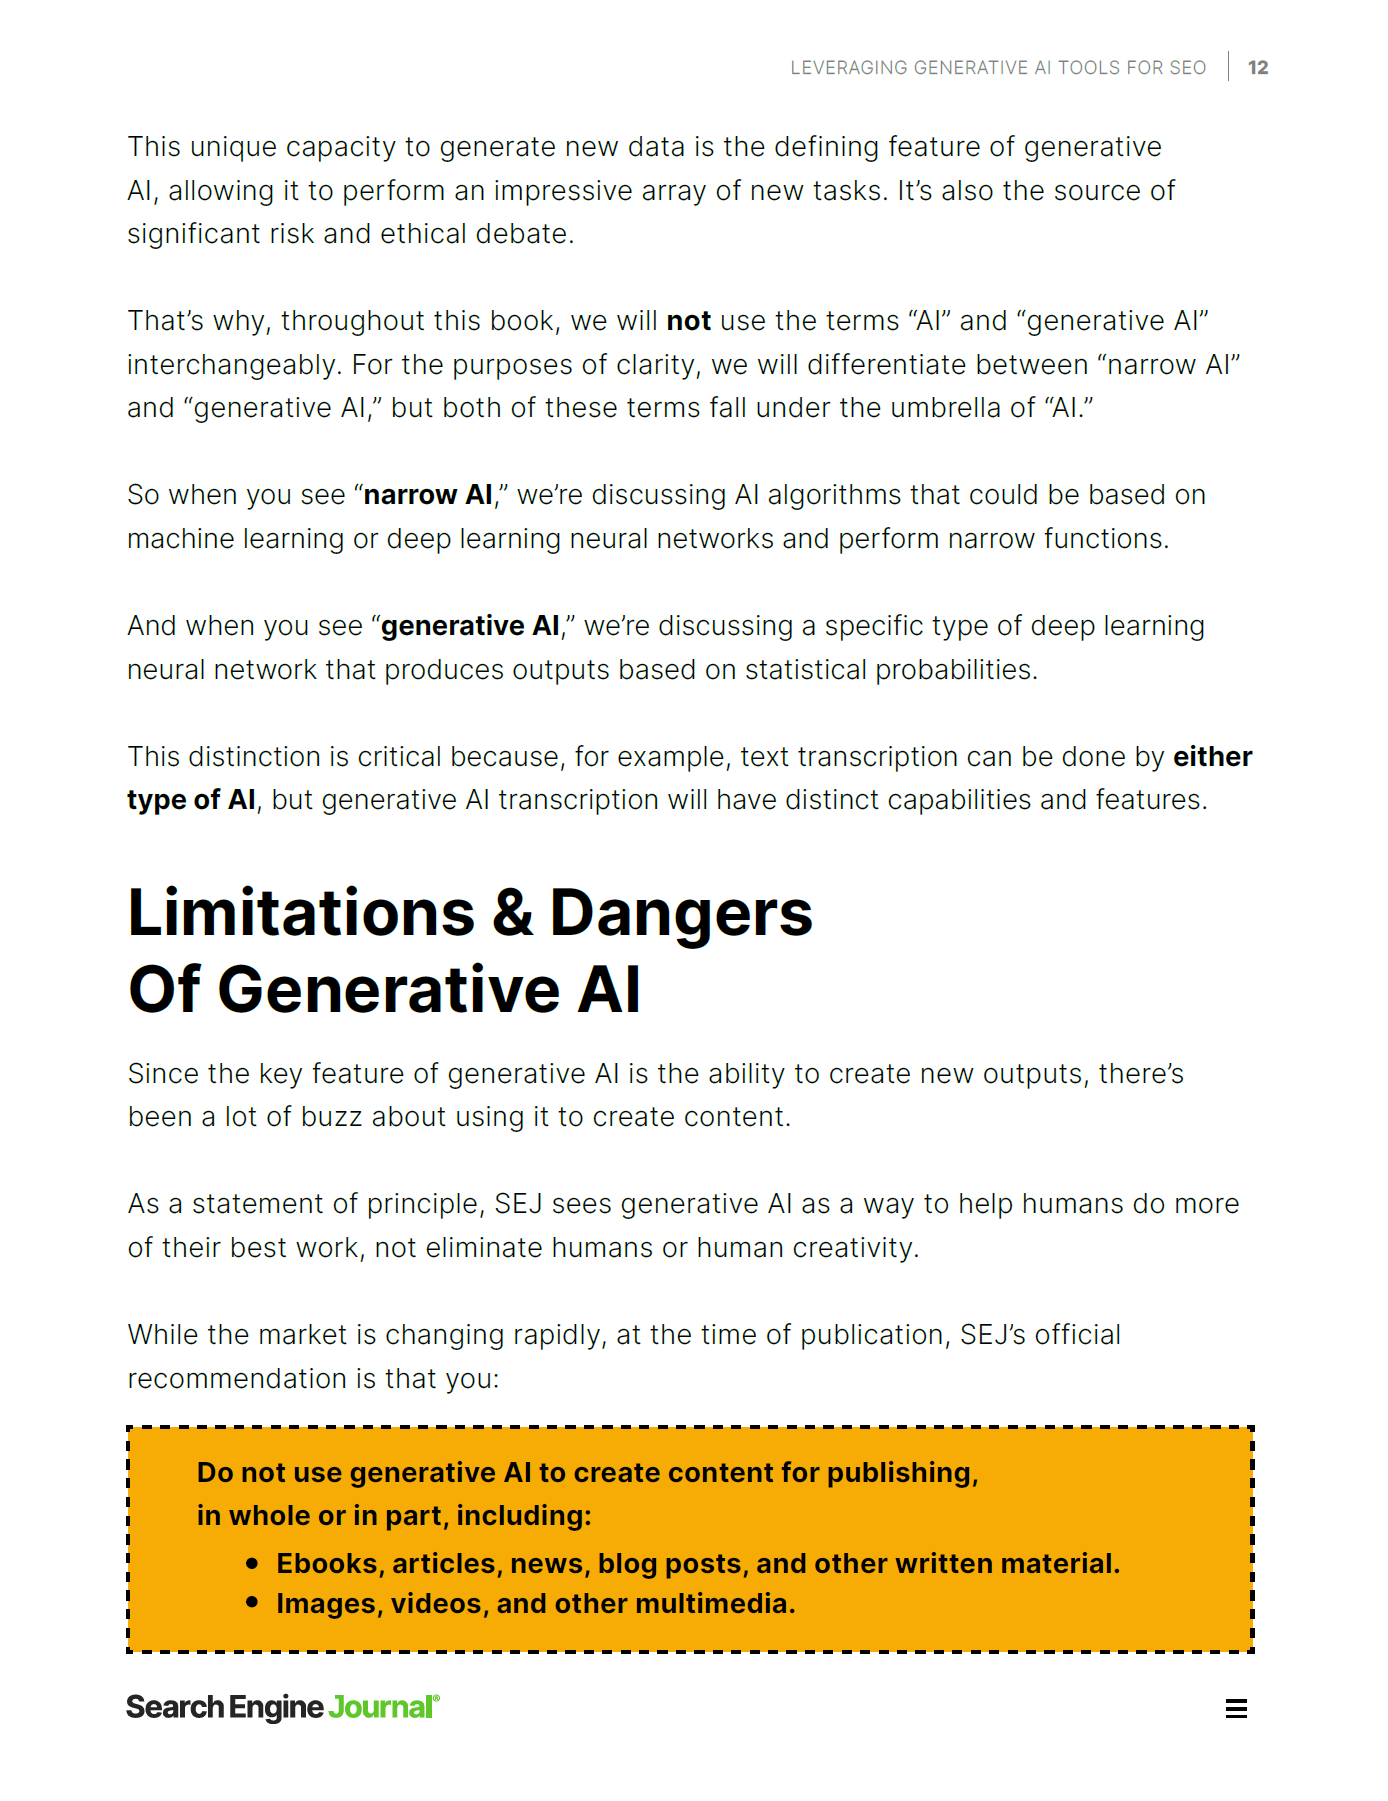 LEVERAGING GENERATIVE AI TOOLS FOR SEO 12
This unique capacity to generate new data is the defining feature of generative
AI, allowing it to perform an impressive array of new tasks. It’s also the source of
significant risk and ethical debate.
That’s why, throughout this book, we will not use the terms “AI” and “generative AI”
interchangeably. For the purposes of clarity, we will differentiate between “narrow AI”
and “generative AI,” but both of these terms fall under the umbrella of “AI.”
So when you see “narrow AI,” we’re discussing AI algorithms that could be based on
machine learning or deep learning neural networks and perform narrow functions.
And when you see “generative AI,” we’re discussing a specific type of deep learning
neural network that produces outputs based on statistical probabilities.
This distinction is critical because, for example, text transcription can be done by either
type of AI, but generative AI transcription will have distinct capabilities and features.
Limitations & Dangers
Of Generative AI
Since the key feature of generative AI is the ability to create new outputs, there’s
been a lot of buzz about using it to create content.
As a statement of principle, SEJ sees generative AI as a way to help humans do more
of their best work, not eliminate humans or human creativity.
While the market is changing rapidly, at the time of publication, SEJ’s official
recommendation is that you:
Do not use generative AI to create content for publishing,
in whole or in part, including:
• Ebooks, articles, news, blog posts, and other written material.
• Images, videos, and other multimedia.
Search Engine Journal®